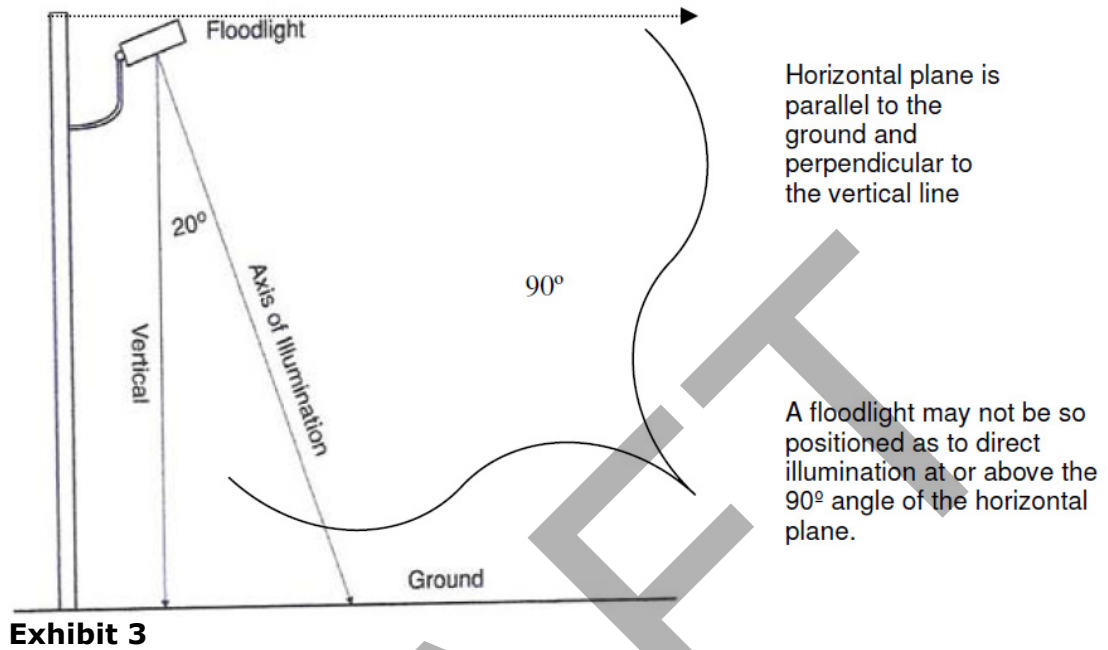 Floodlight
Horizontal plane is
parallel to the
ground and
perpendicular to
the vertical line
20º
90º
Vertical
Axis of Illumination
A floodlight may not be so
positioned as to direct
illumination at or above the
90º angle of the horizontal
plane.
Ground
Exhibit 3